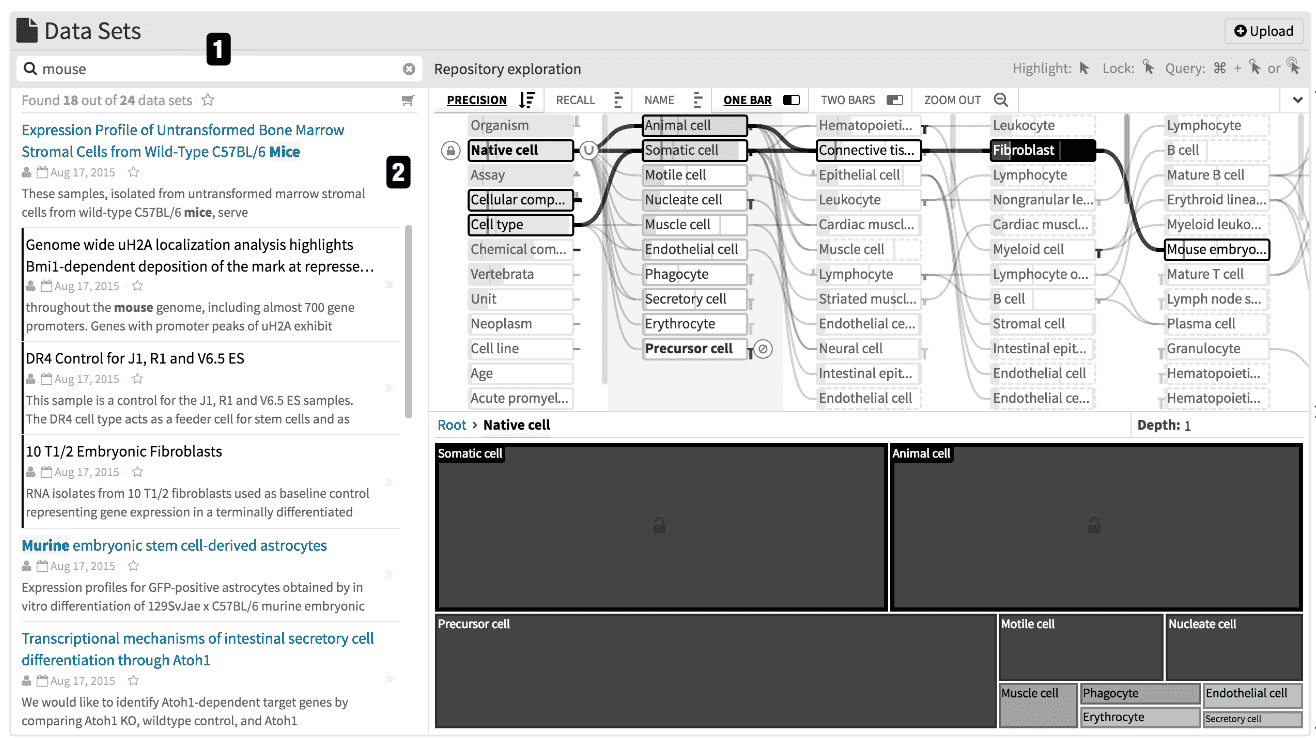 Data Sets
1
Upload
mouse
Repository exploration
Highlight: Lock: Query: ⌘ + or
Found 18 out of 24 data sets
PRECISION RECALL NAME ONE BAR TWO BARS ZOOM OUT
Expression Profile of Untransformed Bone Marrow
Stromal Cells from Wild-Type C57BL/6 Mice
Aug 17, 2015 ·
2
These samples, isolated from untransformed marrow stromal
cells from wild-type C57BL/6 mice, serve
Genome wide uH2A localization analysis highlights
Bmi1-dependent deposition of the mark at represse...
Aug 17, 2015 ·
throughout the mouse genome, including almost 700 gene
promoters. Genes with promoter peaks of uH2A exhibit
DR4 Control for J1, R1 and V6.5 ES
Aug 17, 2015 ·
This sample is a control for the J1, R1 and V6.5 ES samples.
The DR4 cell type acts as a feeder cell for stem cells and as
10 T1/2 Embryonic Fibroblasts
Aug 17, 2015 ·
RNA isolates from 10 T1/2 fibroblasts used as baseline control
representing gene expression in a terminally differentiated
Murine embryonic stem cell-derived astrocytes
Aug 17, 2015 ·
Expression profiles for GFP-positive astrocytes obtained by in
vitro differentiation of 129SvJae x C57BL/6 murine embryonic
Transcriptional mechanisms of intestinal secretory cell
differentiation through Atoh1
Aug 17, 2015 ·
We would like to identify Atoh1-dependent target genes by
comparing Atoh1 KO, wildtype control, and Atoh1
Organism
Native cell
Assay
Cellular comp...
Cell type
Chemical com...
Vertebrata
Unit
Neoplasm
Cell line
Age
Acute promyel...
Animal cell
Somatic cell
Motile cell
Nucleate cell
Muscle cell
Endothelial cell
Phagocyte
Secretory cell
Erythrocyte
Precursor cell
Hematopoieti...
Connective tis...
Epithelial cell
Leukocyte
Cardiac muscl...
Muscle cell
Lymphocyte
Striated muscl...
Endothelial ce...
Neural cell
Intestinal epit...
Endothelial cell
Leukocyte
Fibroblast
Lymphocyte
Nongranular le...
Cardiac muscl...
Myeloid cell
Lymphocyte o...
B cell
Stromal cell
Intestinal epit...
Endothelial cell
Endothelial ce...
Lymphocyte
B cell
Mature B cell
Erythroid linea...
Myeloid leuko...
Mouse embryo...
Mature T cell
Lymph node s...
Plasma cell
Granulocyte
Hematopoieti...
Hematopoieti...
Root › Native cell
Depth: 1
Somatic cell
Animal cell
Precursor cell
Motile cell
Nucleate cell
Muscle cell
Phagocyte
Endothelial cell
Erythrocyte
Secretory cell